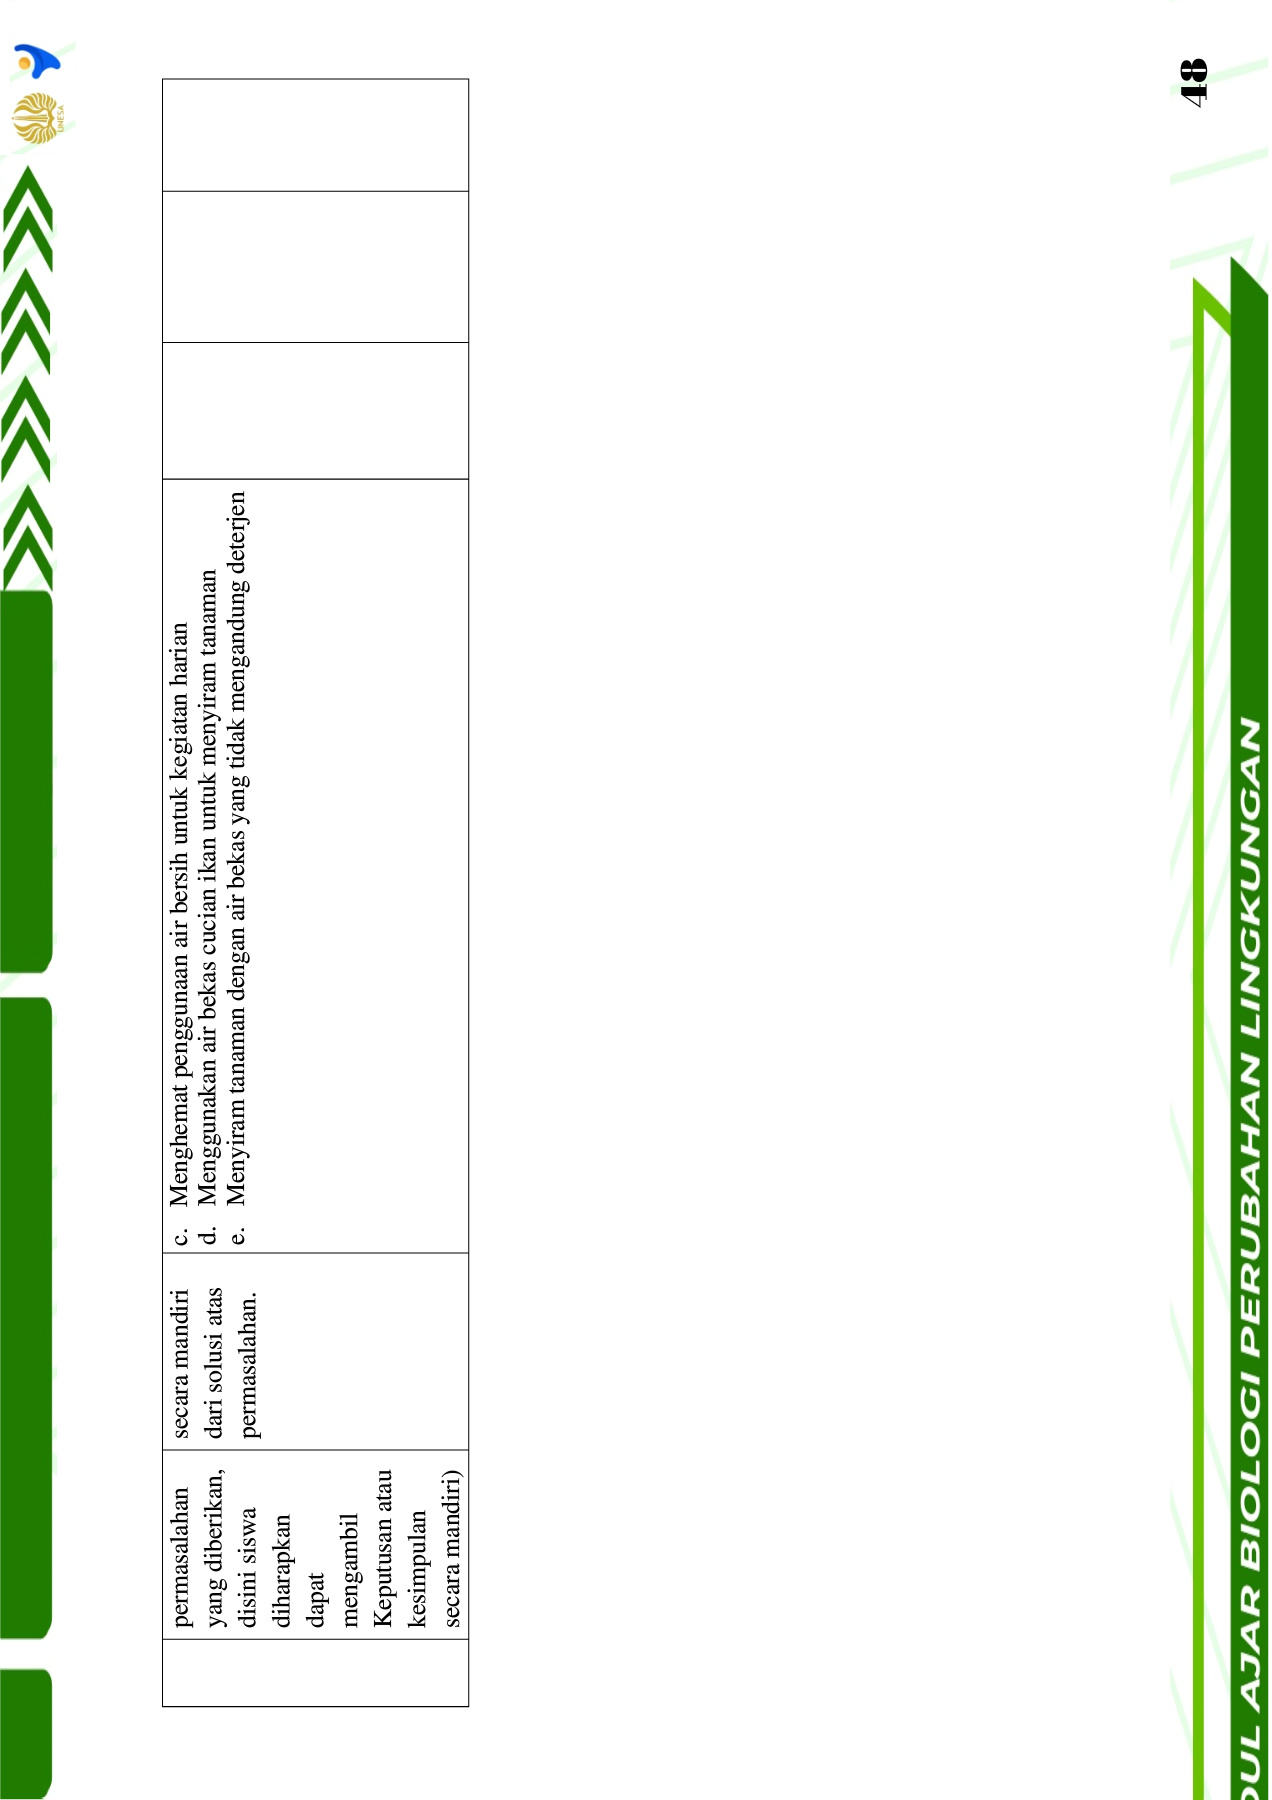 UNESA
permasalahan
yang diberikan,
disini siswa
diharapkan
dapat
mengambil
Keputusan atau
kesimpulan
secara mandiri)
secara mandiri
dari solusi atas
permasalahan.
c. Menghemat penggunaan air bersih untuk kegiatan harian
d. Menggunakan air bekas cucian ikan untuk menyiram tanaman
e. Menyiram tanaman dengan air bekas yang tidak mengandung deterjen
DUL AJAR BIOLOGI PERUBAHAN LINGKUNGAN
48